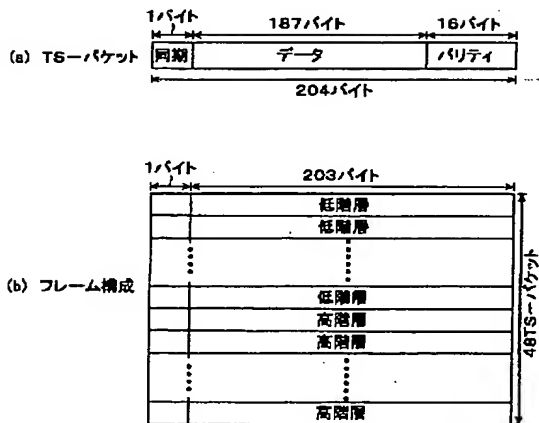 1バイト 187バイト 16バイト
(a) TSーパケット 同期 データ パリティ
204バイト
1バイト 203バイト
低階層
低階層
(b) フレーム構成
低階層
高階層
高階層
高階層
48TSーパケット